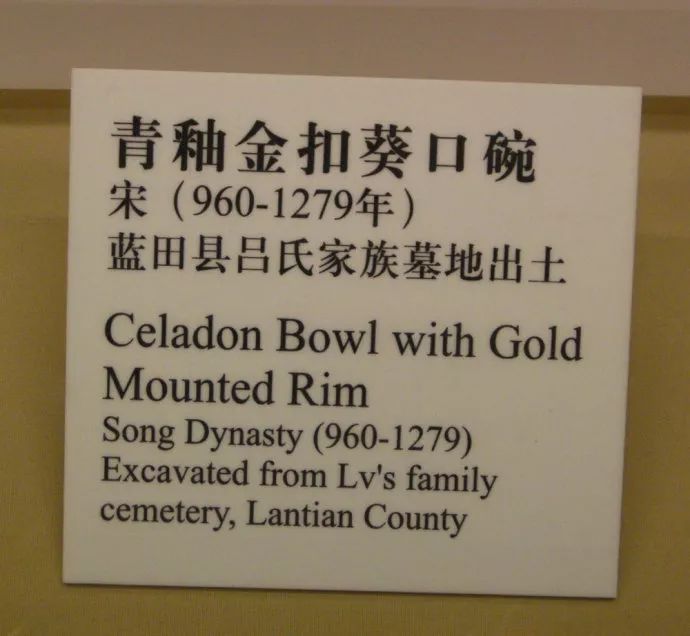 青釉金扣葵口碗
宋（960-1279年）
蓝田县吕氏家族墓地出土
Celadon Bowl with Gold
Mounted Rim
Song Dynasty (960-1279)
Excavated from Lv's family
cemetery, Lantian County